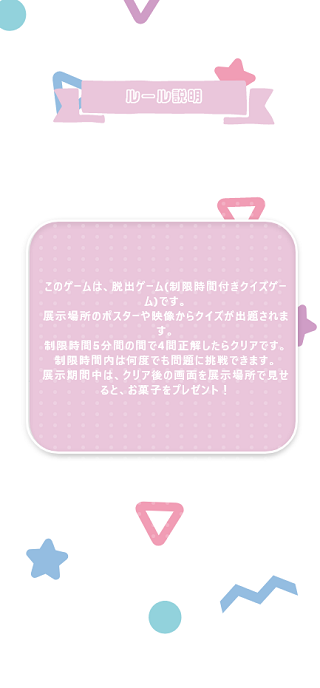 ルール説明
このゲームは、脱出ゲーム(制限時間付きクイズゲー
ム)です。
展示場所のポスターや映像からクイズが出題されま
す。
制限時間5分間の間で4問正解したらクリアです。
制限時間内は何度でも問題に挑戦できます。
展示期間中は、クリア後の画面を展示場所で見せ
ると、お菓子をプレゼント！